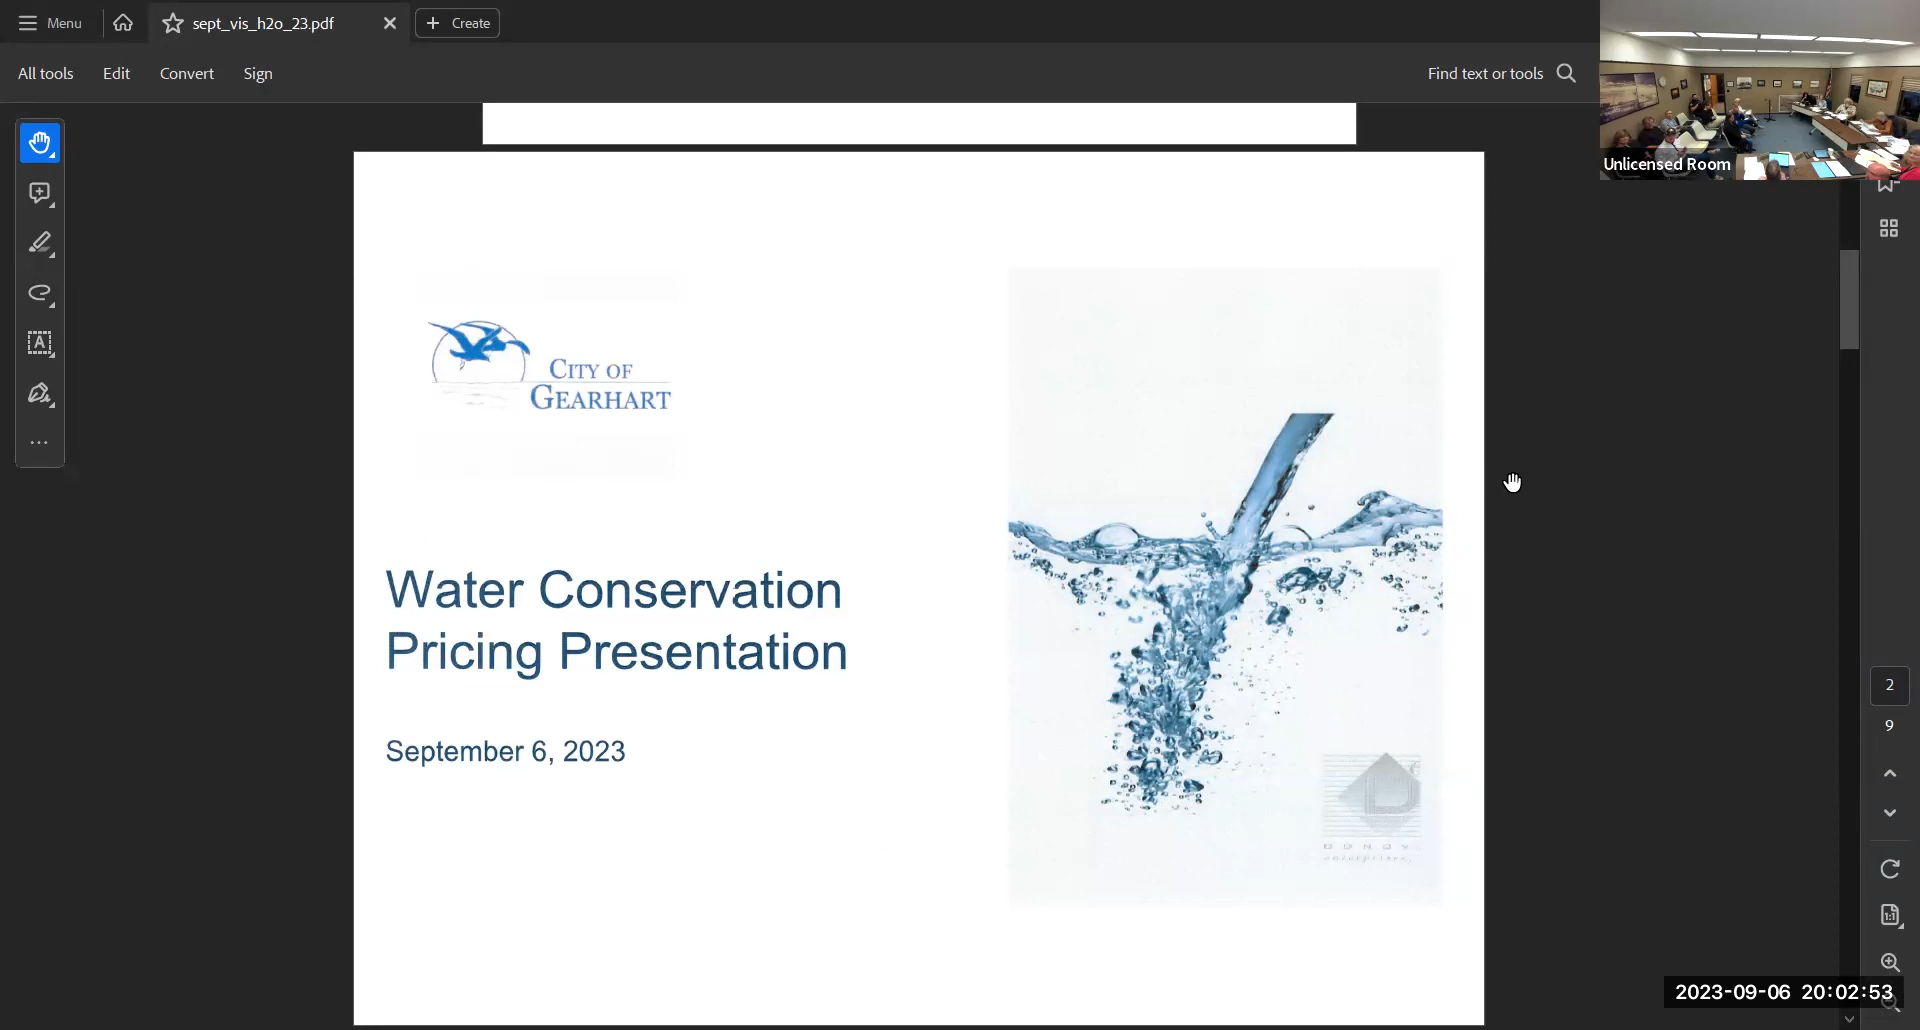 Menu
sept_vis_h2o_23.pdf
Create
All tools
Edit
Convert
Sign
Find text or tools
Unlicensed Room
CITY OF
GEARHART
Water Conservation
Pricing Presentation
September 6, 2023
2
9
2023-09-06 20:02:53